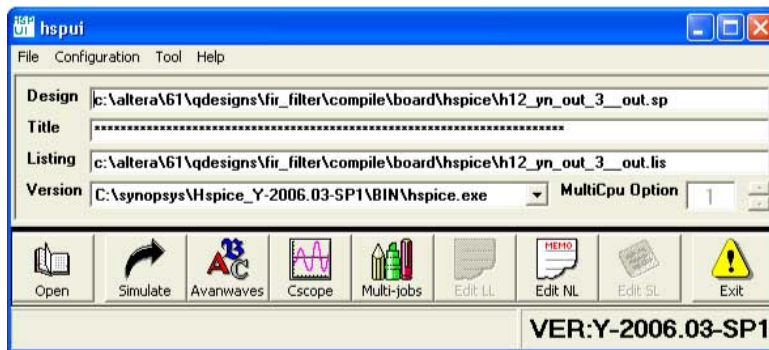 HSP
UI hspui
File Configuration Tool Help
Design c:\altera\61\qdesigns\fir_filter\compile\board\hspice\h12_yn_out_3__out.sp
Title *************************************************************************
Listing c:\altera\61\qdesigns\fir_filter\compile\board\hspice\h12_yn_out_3__out.lis
Version C:\synopsys\Hspice_Y-2006.03-SP1\BIN\hspice.exe MultiCpu Option 1
A B C MEMO
Open Simulate Avanwaves Cscope Multi-jobs Edit LL Edit NL Edit SL Exit
VER:Y-2006.03-SP1